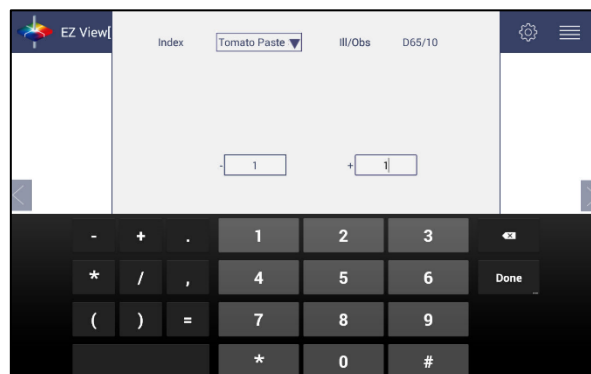 EZ View[
Index Tomato Paste Ill/Obs D65/10
- 1 + 1
- + . 1 2 3
* / , 4 5 6 Done
( ) = 7 8 9
* 0 #